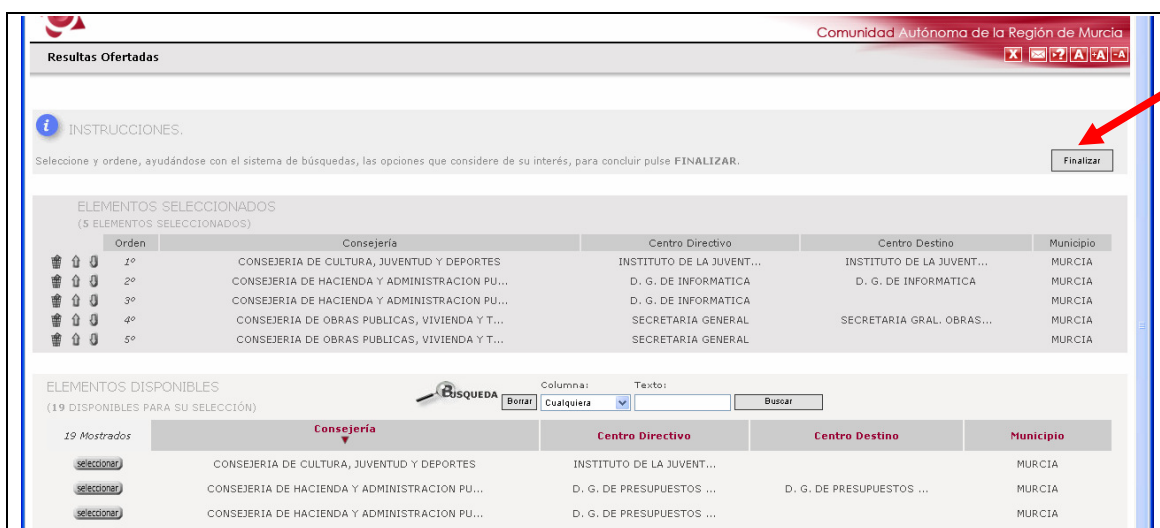 Comunidad Autónoma de la Región de Murcia
Resultas Ofertadas
X ? A +A -A
i INSTRUCCIONES.
Seleccione y ordene, ayudándose con el sistema de búsquedas, las opciones que considere de su interés, para concluir pulse FINALIZAR.
Finalizar
ELEMENTOS SELECCIONADOS
(5 ELEMENTOS SELECCIONADOS)
Orden Consejería Centro Directivo Centro Destino Municipio
1º CONSEJERIA DE CULTURA, JUVENTUD Y DEPORTES INSTITUTO DE LA JUVENT... INSTITUTO DE LA JUVENT... MURCIA
2º CONSEJERIA DE HACIENDA Y ADMINISTRACION PU... D. G. DE INFORMATICA D. G. DE INFORMATICA MURCIA
3º CONSEJERIA DE HACIENDA Y ADMINISTRACION PU... D. G. DE INFORMATICA MURCIA
4º CONSEJERIA DE OBRAS PUBLICAS, VIVIENDA Y T... SECRETARIA GENERAL SECRETARIA GRAL. OBRAS... MURCIA
5º CONSEJERIA DE OBRAS PUBLICAS, VIVIENDA Y T... SECRETARIA GENERAL MURCIA
ELEMENTOS DISPONIBLES
(19 DISPONIBLES PARA SU SELECCIÓN)
BÚSQUEDA Borrar Columna: Cualquiera Texto: Buscar
19 Mostrados Consejería Centro Directivo Centro Destino Municipio
seleccionar CONSEJERIA DE CULTURA, JUVENTUD Y DEPORTES INSTITUTO DE LA JUVENT... MURCIA
seleccionar CONSEJERIA DE HACIENDA Y ADMINISTRACION PU... D. G. DE PRESUPUESTOS ... D. G. DE PRESUPUESTOS ... MURCIA
seleccionar CONSEJERIA DE HACIENDA Y ADMINISTRACION PU... D. G. DE PRESUPUESTOS ... MURCIA